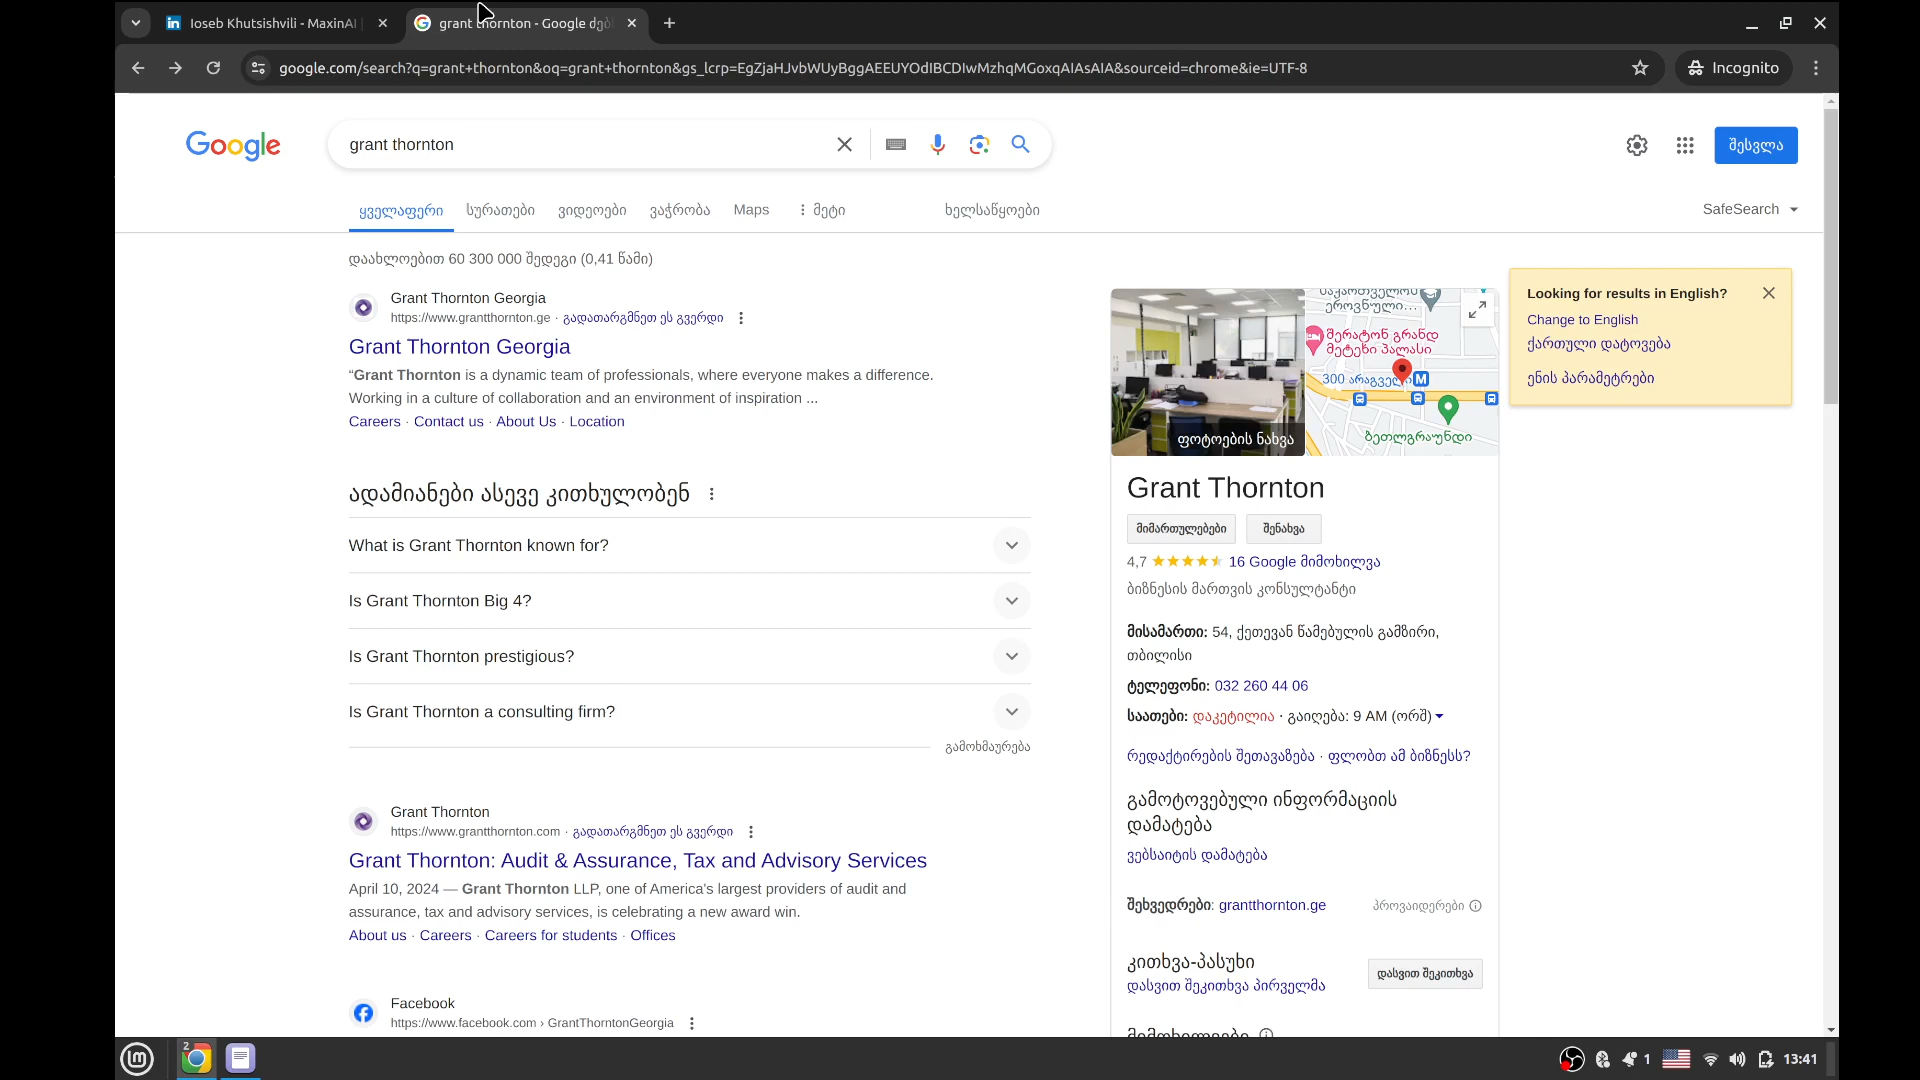 Ioseb Khutsishvili - MaxinAI
grant thornton - Google
google.com/search?q=grant+thornton&oq=grant+thornton&gs_lcrp=EgZjaHJvbWUyBggAEEUYOdIBCDIwMzhqMGoxqAIAsAIA&sourceid=chrome&ie=UTF-8
Incognito
Google
grant thornton
შესვლა
ყველაფერი სურათები ვიდეოები ვაჭრობა Maps მეტი ხელსაწყოები
SafeSearch
დაახლოებით 60 300 000 შედეგი (0,41 წამი)
Grant Thornton Georgia
https://www.grantthornton.ge · გადათარგმნეთ ეს გვერდი
Grant Thornton Georgia
"Grant Thornton is a dynamic team of professionals, where everyone makes a difference.
Working in a culture of collaboration and an environment of inspiration ...
Careers · Contact us · About Us · Location
ადამიანები ასევე კითხულობენ
What is Grant Thornton known for?
Is Grant Thornton Big 4?
Is Grant Thornton prestigious?
Is Grant Thornton a consulting firm?
გამოხმაურება
Grant Thornton
https://www.grantthornton.com · გადათარგმნეთ ეს გვერდი
Grant Thornton: Audit & Assurance, Tax and Advisory Services
April 10, 2024 — Grant Thornton LLP, one of America's largest providers of audit and
assurance, tax and advisory services, is celebrating a new award win.
About us · Careers · Careers for students · Offices
Facebook
https://www.facebook.com › GrantThorntonGeorgia
ეროვნული...
შერატონ გრანდ
მეტეხი პალასი
300 არაგველი M
ბეთლგრაუნდი
ფოტოების ნახვა
Grant Thornton
მიმართულებები შენახვა
4,7 16 Google მიმოხილვა
ბიზნესის მართვის კონსულტანტი
მისამართი: 54, ქეთევან წამებულის გამზირი,
თბილისი
ტელეფონი: 032 260 44 06
საათები: დაკეტილია · გაიღება: 9 AM (ორშ)
რედაქტირების შეთავაზება · ფლობთ ამ ბიზნესს?
გამოტოვებული ინფორმაციის
დამატება
ვებსაიტის დამატება
შეხვედრები: grantthornton.ge პროვაიდერები
კითხვა-პასუხი
დასვით შეკითხვა პირველმა
დასვით შეკითხვა
მიმოხილვები
Looking for results in English?
Change to English
ქართული დატოვება
ენის პარამეტრები
2
1
13:41